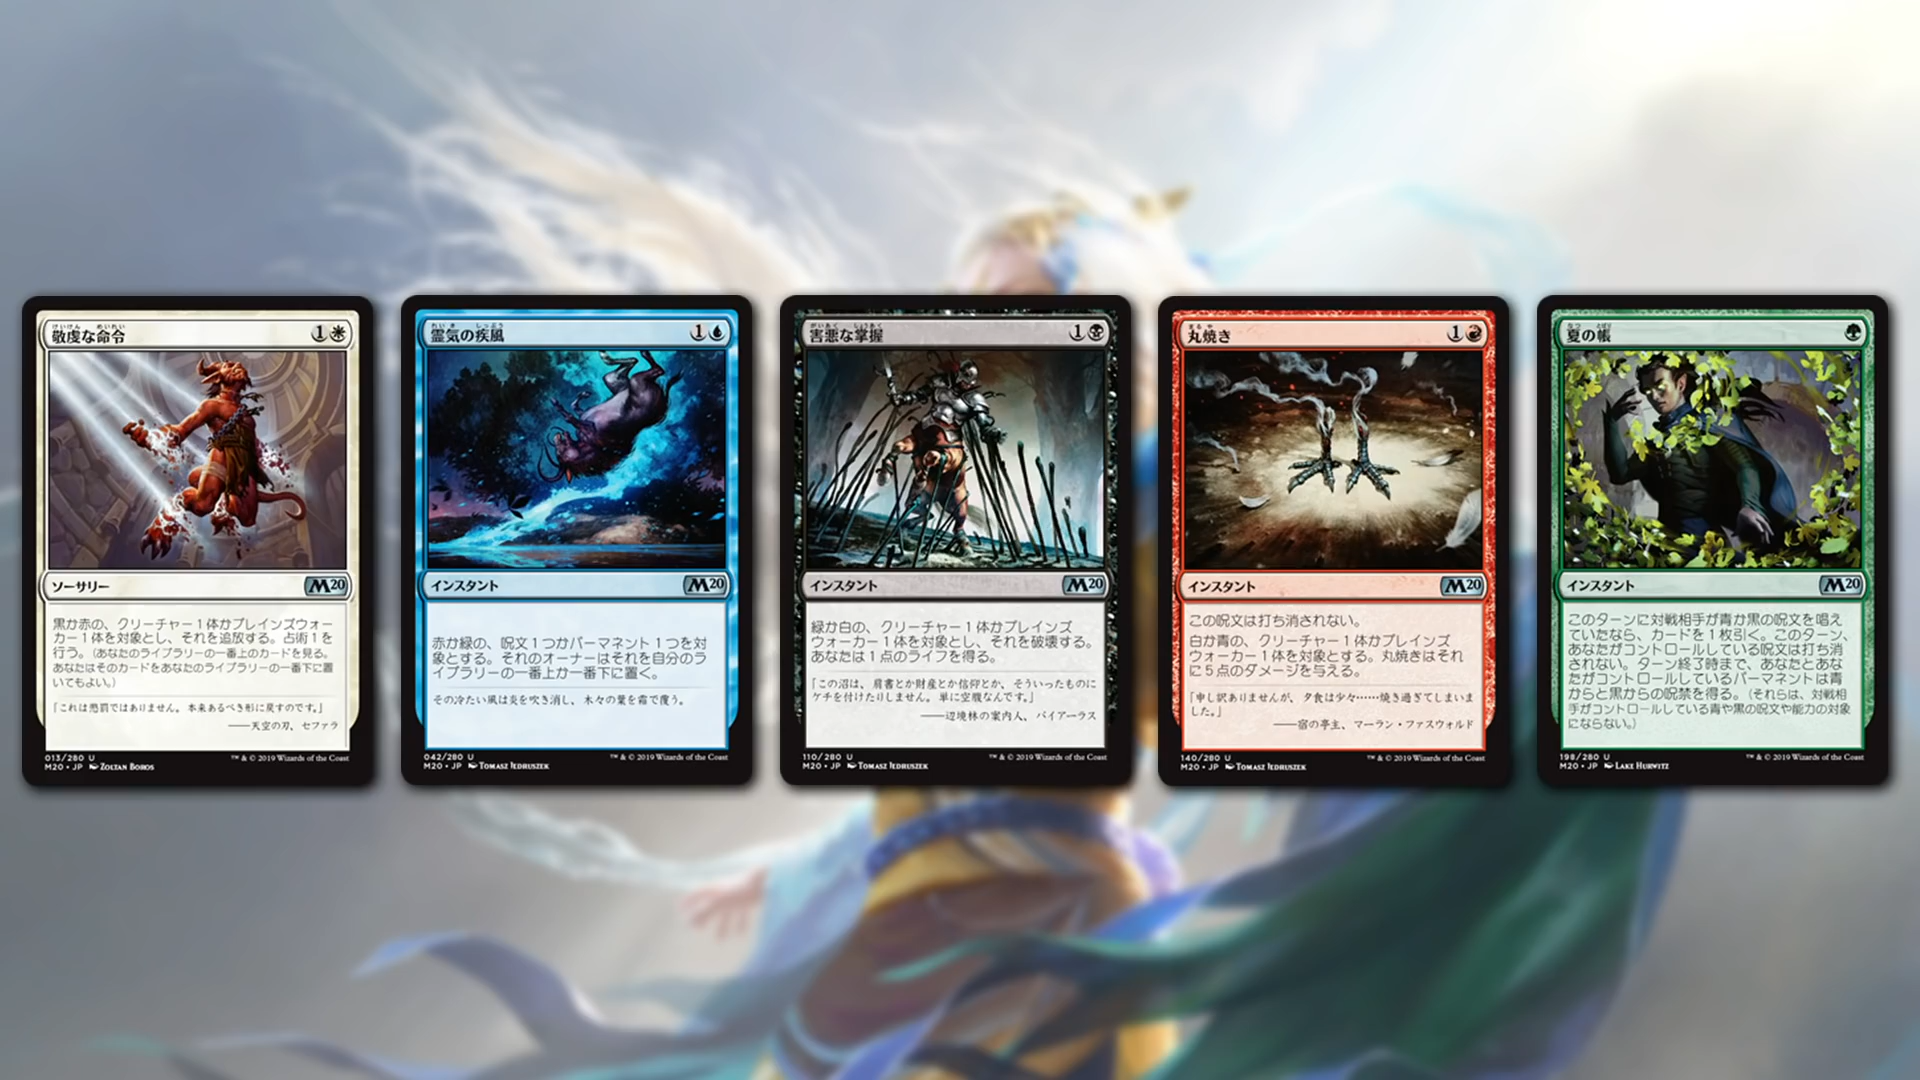 けいけん めいれい
敬虔な命令
1
ソーサリー
M20
黒か赤の、クリーチャー１体かプレインズウォー
カー１体を対象とし、それを追放する。占術１を
行う。（あなたのライブラリーの一番上のカードを見る。
あなたはそのカードをあなたのライブラリーの一番下に置
いてもよい。）
「これは懲罰ではありません。本来あるべき形に戻すのです。」
――天空の刃、セファラ
013/280 U
M20 • JP ZOLTAN BOROS
™ & © 2019 Wizards of the Coast
れいき しっぷう
霊気の疾風
1
インスタント
M20
赤か緑の、呪文１つかパーマネント１つを対
象とする。それのオーナーはそれを自分のラ
イブラリーの一番上か一番下に置く。
その冷たい風は炎を吹き消し、木々の葉を霜で覆う。
042/280 U
M20 • JP TOMASZ JEDRUSZEK
™ & © 2019 Wizards of the Coast
がいあく しょうあく
害悪な掌握
1
インスタント
M20
緑か白の、クリーチャー１体かプレインズ
ウォーカー１体を対象とし、それを破壊する。
あなたは１点のライフを得る。
「この沼は、肩書とか財産とか信仰とか、そういったものに
ケチを付けたりしません。単に空腹なんです。」
――辺境林の案内人、バイアーラス
110/280 U
M20 • JP TOMASZ JEDRUSZEK
™ & © 2019 Wizards of the Coast
まるや
丸焼き
1
インスタント
M20
この呪文は打ち消されない。
白か青の、クリーチャー１体かプレインズ
ウォーカー１体を対象とする。丸焼きはそれ
に５点のダメージを与える。
「申し訳ありませんが、夕食は少々……焼き過ぎてしまいま
した。」
――宿の亭主、マーラン・ファスウォルド
140/280 U
M20 • JP TOMASZ JEDRUSZEK
™ & © 2019 Wizards of the Coast
なつ とばり
夏の帳
インスタント
M20
このターンに対戦相手が青か黒の呪文を唱え
ていたなら、カードを１枚引く。このターン、
あなたがコントロールしている呪文は打ち消
されない。ターン終了時まで、あなたとあな
たがコントロールしているパーマネントは青
からと黒からの呪禁を得る。（それらは、対戦相
手がコントロールしている青や黒の呪文や能力の対象
にならない。）
198/280 U
M20 • JP LAKE HURWITZ
™ & © 2019 Wizards of the Coast